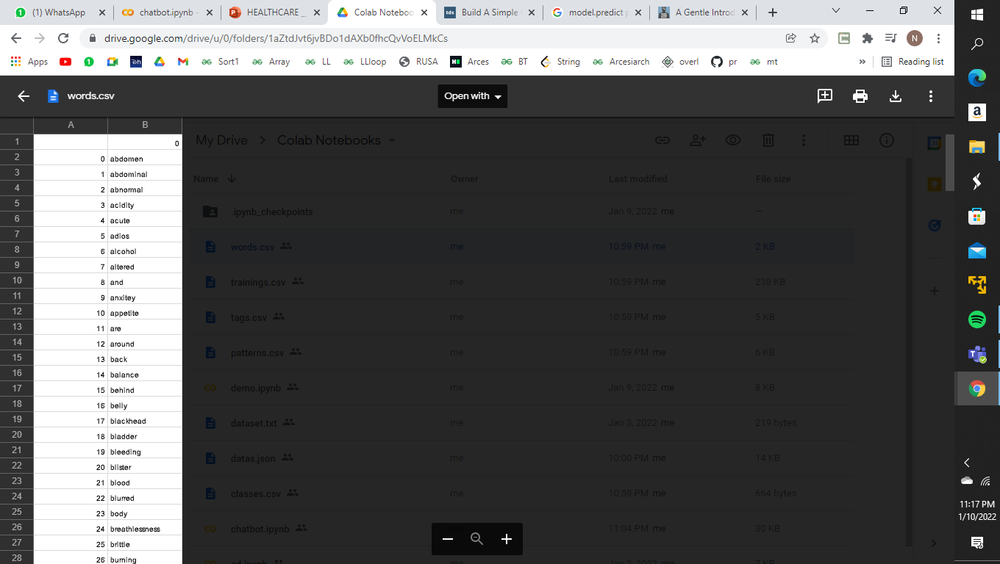 (1) WhatsApp
chatbot.ipynb -
HEALTHCARE _
Colab Notebook
Build A Simple
model.predict p
A Gentle Introd
drive.google.com/drive/u/0/folders/1aZtdJvt6jvBDo1dAXb0fhcQvVoELMkCs
N
Apps Sort1 Array LL LLloop RUSA Arces BT String Arcesiarch overl pr mt » Reading list
words.csv
Open with
A B
1 0
2 0 abdomen
3 1 abdominal
4 2 abnormal
5 3 acidity
6 4 acute
7 5 adios
8 6 alcohol
9 7 altered
10 8 and
11 9 anxitey
12 10 appetite
13 11 are
14 12 around
15 13 back
16 14 balance
17 15 behind
18 16 belly
19 17 blackhead
20 18 bladder
21 19 bleeding
22 20 blister
23 21 blood
24 22 blurred
25 23 body
26 24 breathlessness
27 25 brittle
28 26 burning
My Drive > Colab Notebooks
Name Owner Last modified File size
.ipynb_checkpoints me Jan 9, 2022 me —
words.csv me 10:59 PM me 2 KB
trainings.csv me 10:59 PM me 238 KB
tags.csv me 10:59 PM me 5 KB
patterns.csv me 10:59 PM me 6 KB
demo.ipynb me Jan 9, 2022 me 8 KB
dataset.txt me Jan 3, 2022 me 219 bytes
datas.json me 10:00 PM me 14 KB
classes.csv me 10:59 PM me 664 bytes
chatbot.ipynb 11:04 PM me 30 KB
11:17 PM
1/10/2022